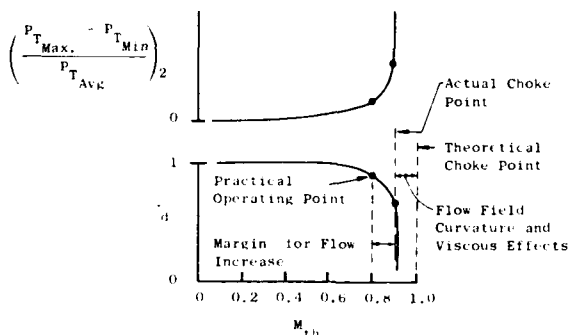 ( P_T Max. - P_T Min / P_T Avg )_2
0
1
d
0
Actual Choke
Point
Theoretical
Choke Point
Practical
Operating Point
Flow Field
Curvature and
Viscous Effects
Margin for Flow
Increase
0 0.2 0.4 0.6 0.8 1.0
M_th